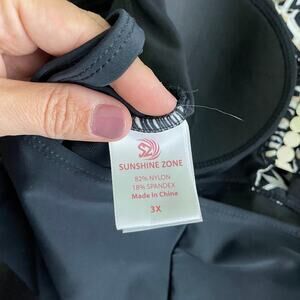 SUNSHINE ZONE
82% NYLON
18% SPANDEX
Made in China
3X